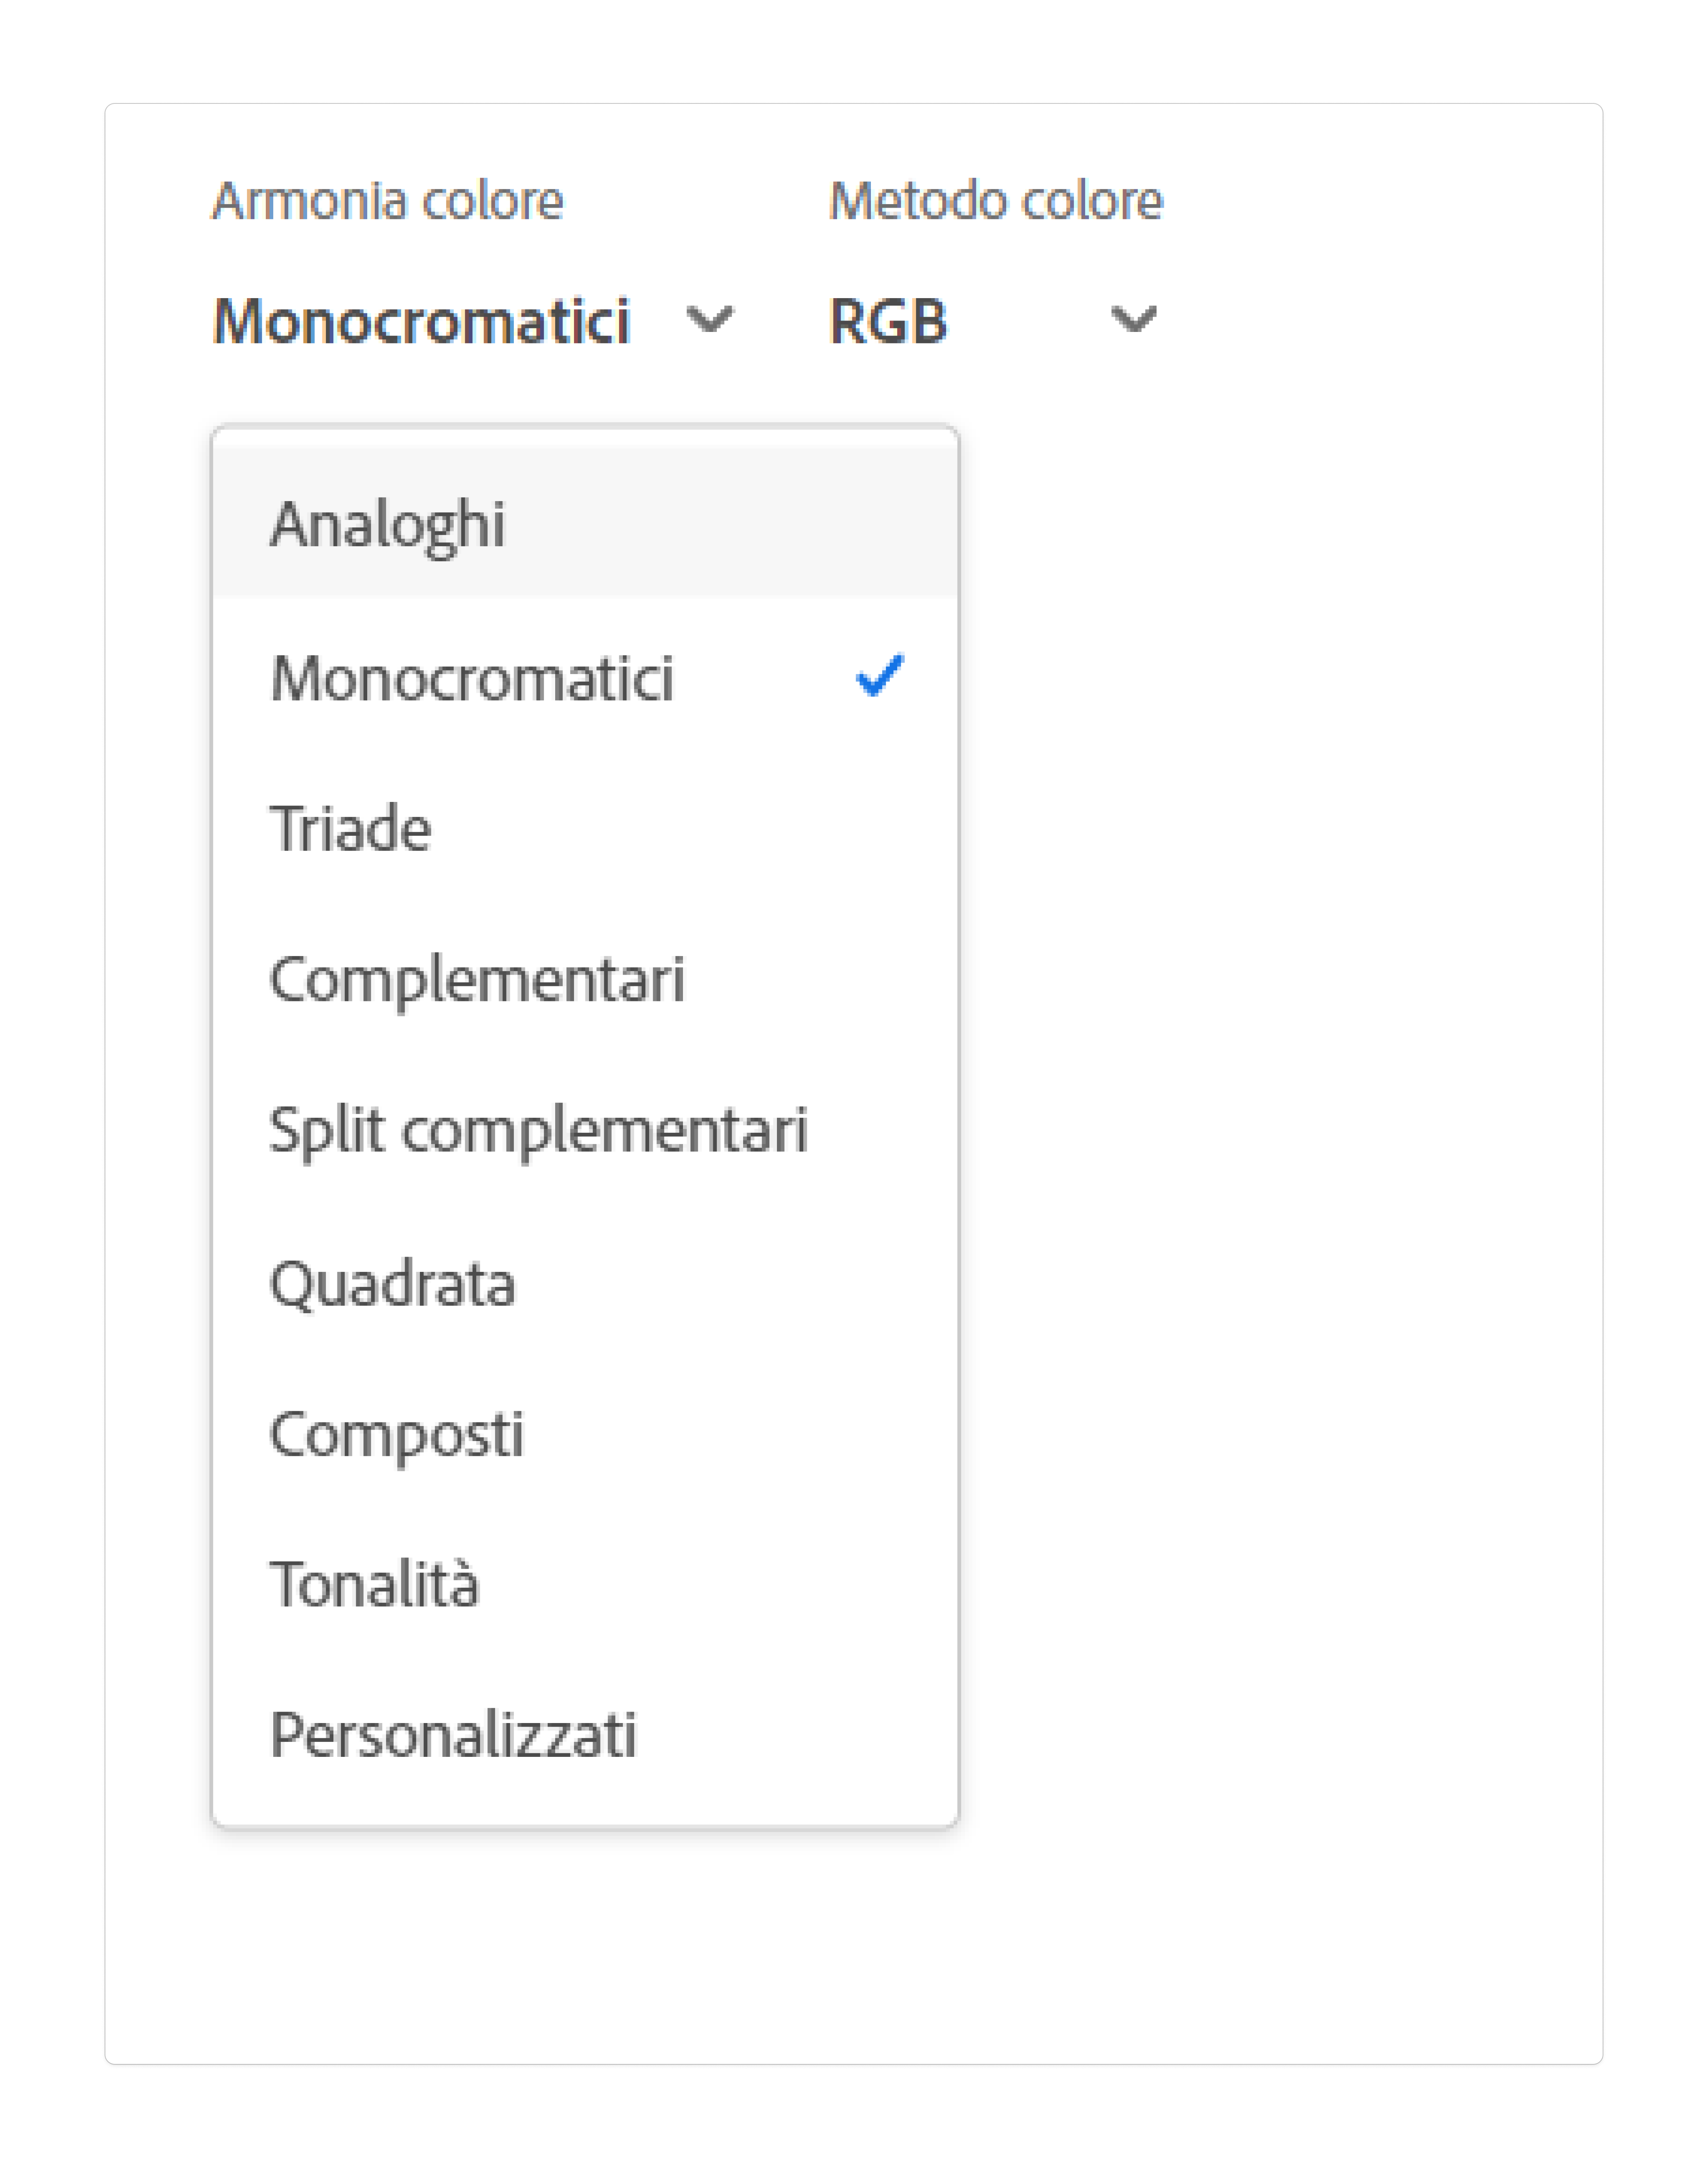 Armonia colore Metodo colore
Monocromatici RGB
Analoghi
Monocromatici
Triade
Complementari
Split complementari
Quadrata
Composti
Tonalità
Personalizzati